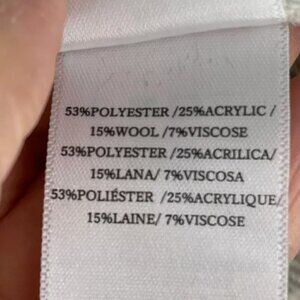 53%POLYESTER /25%ACRYLIC /
15%WOOL /7%VISCOSE
53%POLYESTER /25%ACRILICA/
15%LANA/ 7%VISCOSA
53%POLIÉSTER /25%ACRYLIQUE/
15%LAINE/ 7%VISCOSE